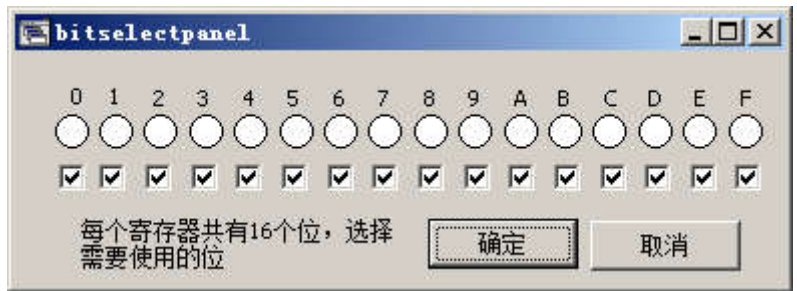 bitselectpanel
0 1 2 3 4 5 6 7 8 9 A B C D E F
每个寄存器共有16个位，选择
需要使用的位
确定 取消